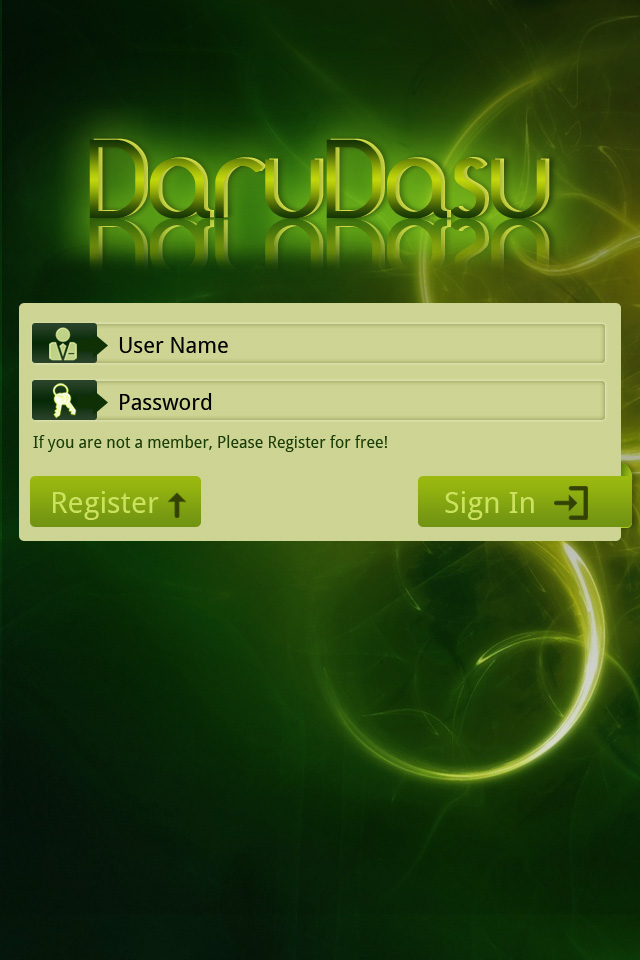 DaruDasu
User Name
Password
If you are not a member, Please Register for free!
Register
Sign In